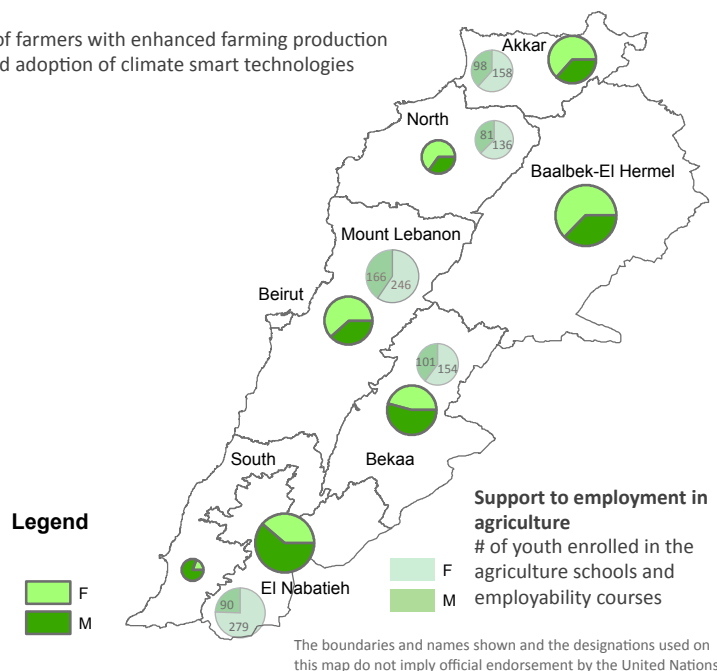 of farmers with enhanced farming production
d adoption of climate smart technologies
Akkar
98
158
North
81
136
Baalbek-El Hermel
Mount Lebanon
166
246
Beirut
101
154
South
Bekaa
Legend
F
M
El Nabatieh
90
279
Support to employment in
agriculture
# of youth enrolled in the
agriculture schools and
employability courses
F
M
The boundaries and names shown and the designations used on
this map do not imply official endorsement by the United Nations